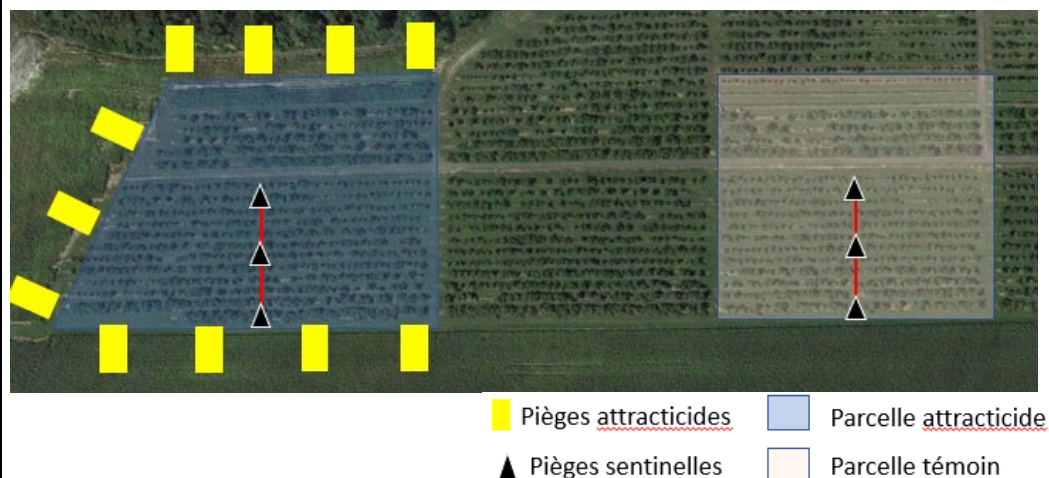 Pièges attracticides
Parcelle attracticide
Pièges sentinelles
Parcelle témoin